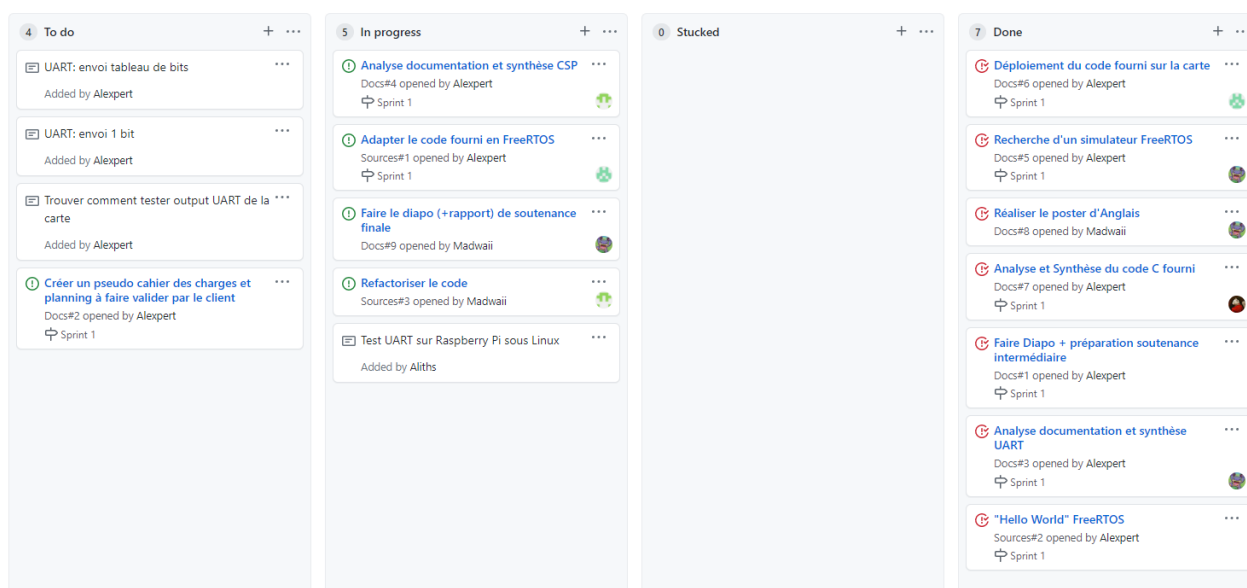 4 To do
UART: envoi tableau de bits
Added by Alexpert
UART: envoi 1 bit
Added by Alexpert
Trouver comment tester output UART de la
carte
Added by Alexpert
Créer un pseudo cahier des charges et
planning à faire valider par le client
Docs#2 opened by Alexpert
Sprint 1
5 In progress
Analyse documentation et synthèse CSP
Docs#4 opened by Alexpert
Sprint 1
Adapter le code fourni en FreeRTOS
Sources#1 opened by Alexpert
Sprint 1
Faire le diapo (+rapport) de soutenance
finale
Docs#9 opened by Madwaii
Refactoriser le code
Sources#3 opened by Madwaii
Test UART sur Raspberry Pi sous Linux
Added by Aliths
0 Stucked
7 Done
Déploiement du code fourni sur la carte
Docs#6 opened by Alexpert
Sprint 1
Recherche d'un simulateur FreeRTOS
Docs#5 opened by Alexpert
Sprint 1
Réaliser le poster d'Anglais
Docs#8 opened by Madwaii
Analyse et Synthèse du code C fourni
Docs#7 opened by Alexpert
Sprint 1
Faire Diapo + préparation soutenance
intermédiaire
Docs#1 opened by Alexpert
Sprint 1
Analyse documentation et synthèse
UART
Docs#3 opened by Alexpert
Sprint 1
"Hello World" FreeRTOS
Sources#2 opened by Alexpert
Sprint 1